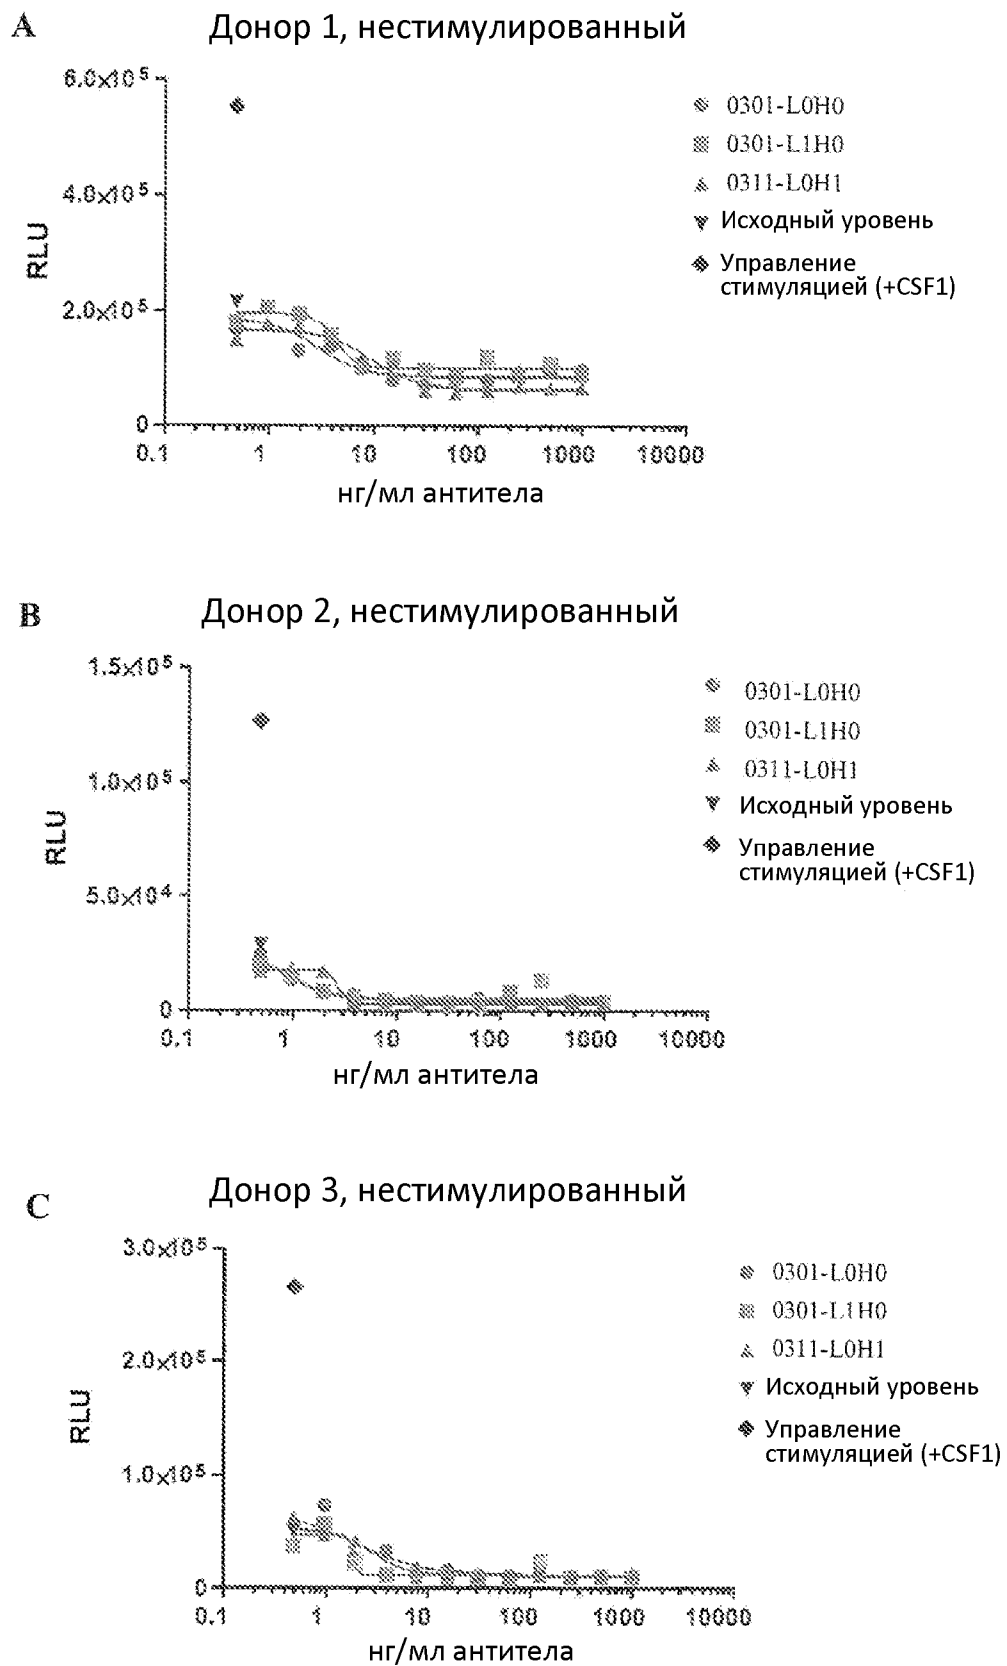 A
Донор 1, нестимулированный
6.0x10⁵
4.0x10⁵
2.0x10⁵
0
RLU
0.1
1
10
100
1000
10000
нг/мл антитела
0301-L0H0
0301-L1H0
0311-L0H1
Исходный уровень
Управление
стимуляцией (+CSF1)
B
Донор 2, нестимулированный
1.5x10⁵
1.0x10⁵
5.0x10⁴
0
RLU
0.1
1
10
100
1000
10000
нг/мл антитела
0301-L0H0
0301-L1H0
0311-L0H1
Исходный уровень
Управление
стимуляцией (+CSF1)
C
Донор 3, нестимулированный
3.0x10⁵
2.0x10⁵
1.0x10⁵
0
RLU
0.1
1
10
100
1000
10000
нг/мл антитела
0301-L0H0
0301-L1H0
0311-L0H1
Исходный уровень
Управление
стимуляцией (+CSF1)